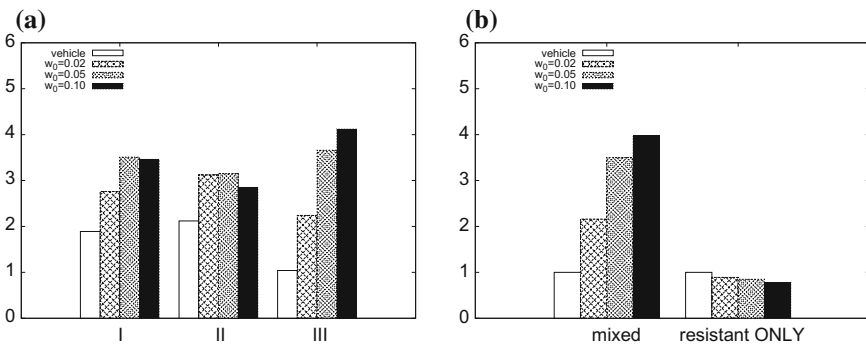 (a)
6
5
4
3
2
1
0
vehicle
w0=0.02
w0=0.05
w0=0.10
I
II
III
(b)
6
5
4
3
2
1
0
vehicle
w0=0.02
w0=0.05
w0=0.10
mixed
resistant ONLY